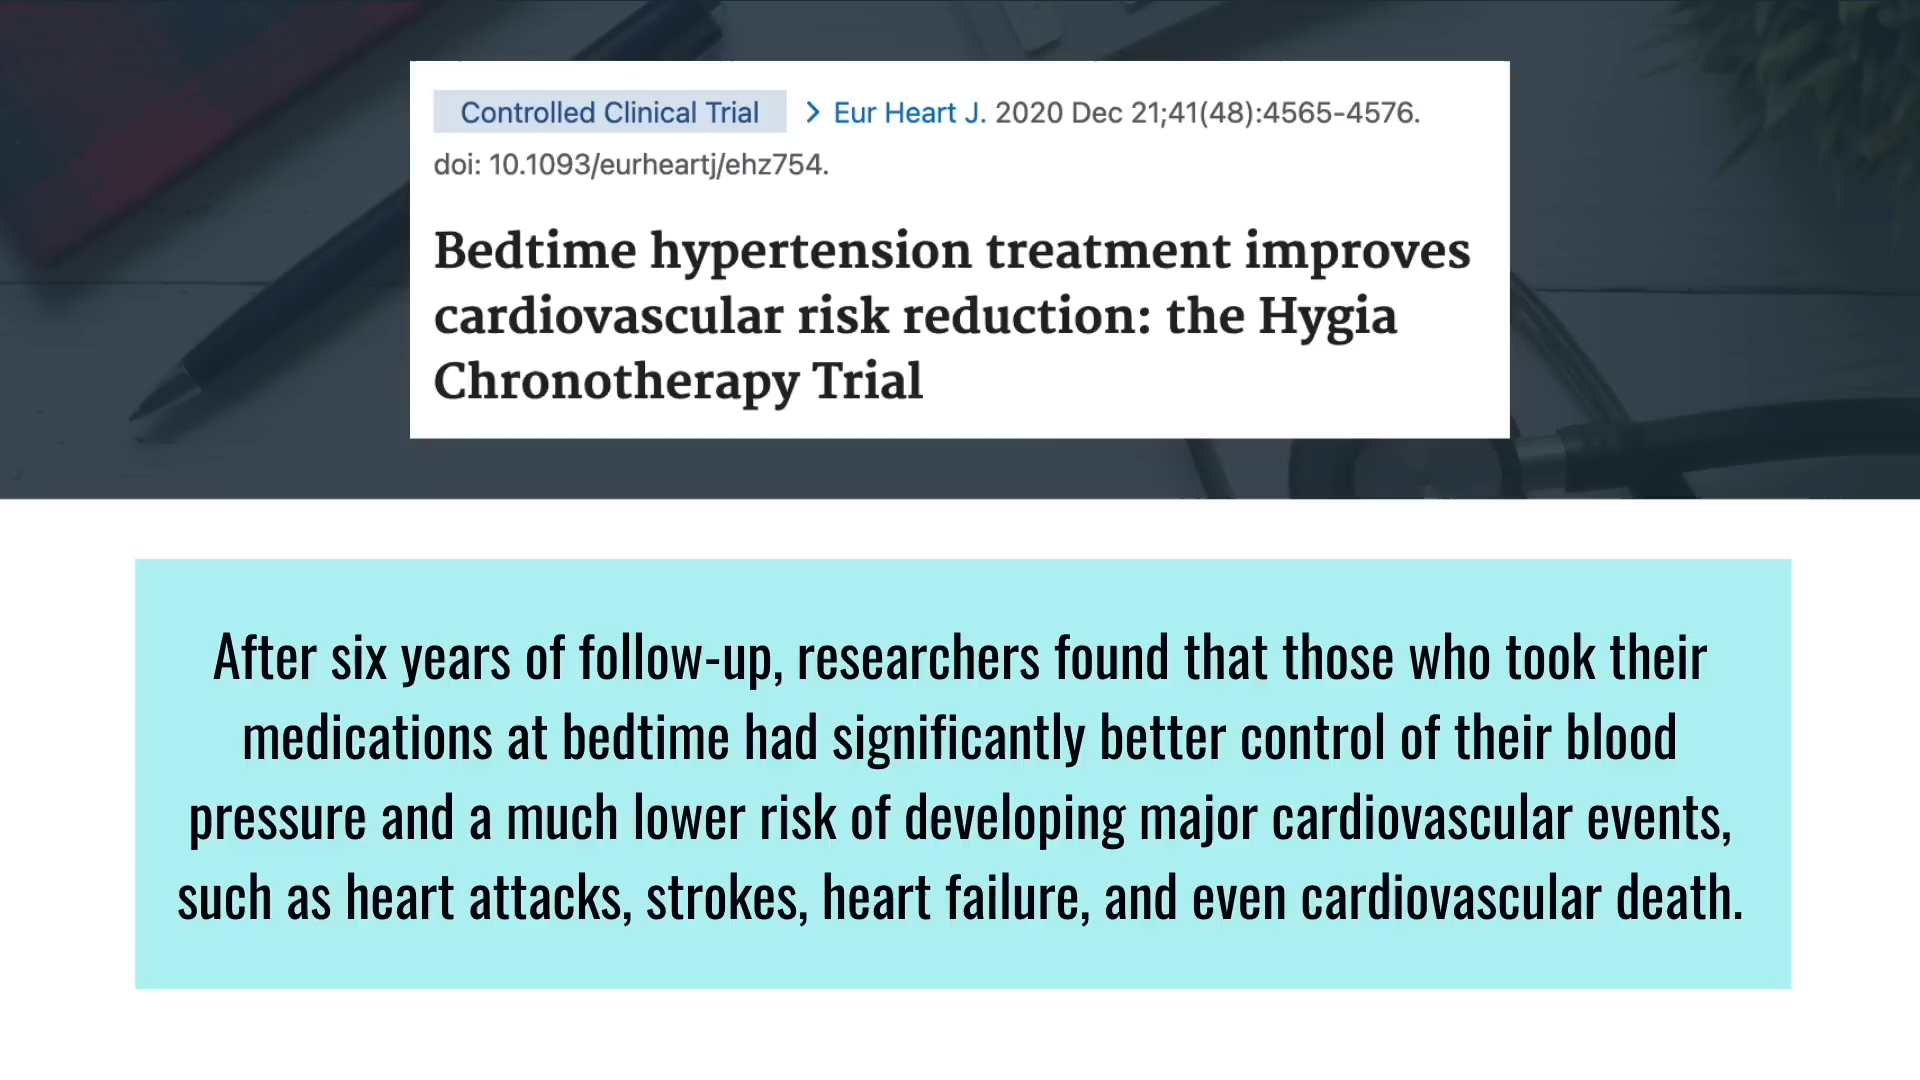 Controlled Clinical Trial > Eur Heart J. 2020 Dec 21;41(48):4565-4576.
doi: 10.1093/eurheartj/ehz754.
Bedtime hypertension treatment improves
cardiovascular risk reduction: the Hygia
Chronotherapy Trial
After six years of follow-up, researchers found that those who took their
medications at bedtime had significantly better control of their blood
pressure and a much lower risk of developing major cardiovascular events,
such as heart attacks, strokes, heart failure, and even cardiovascular death.